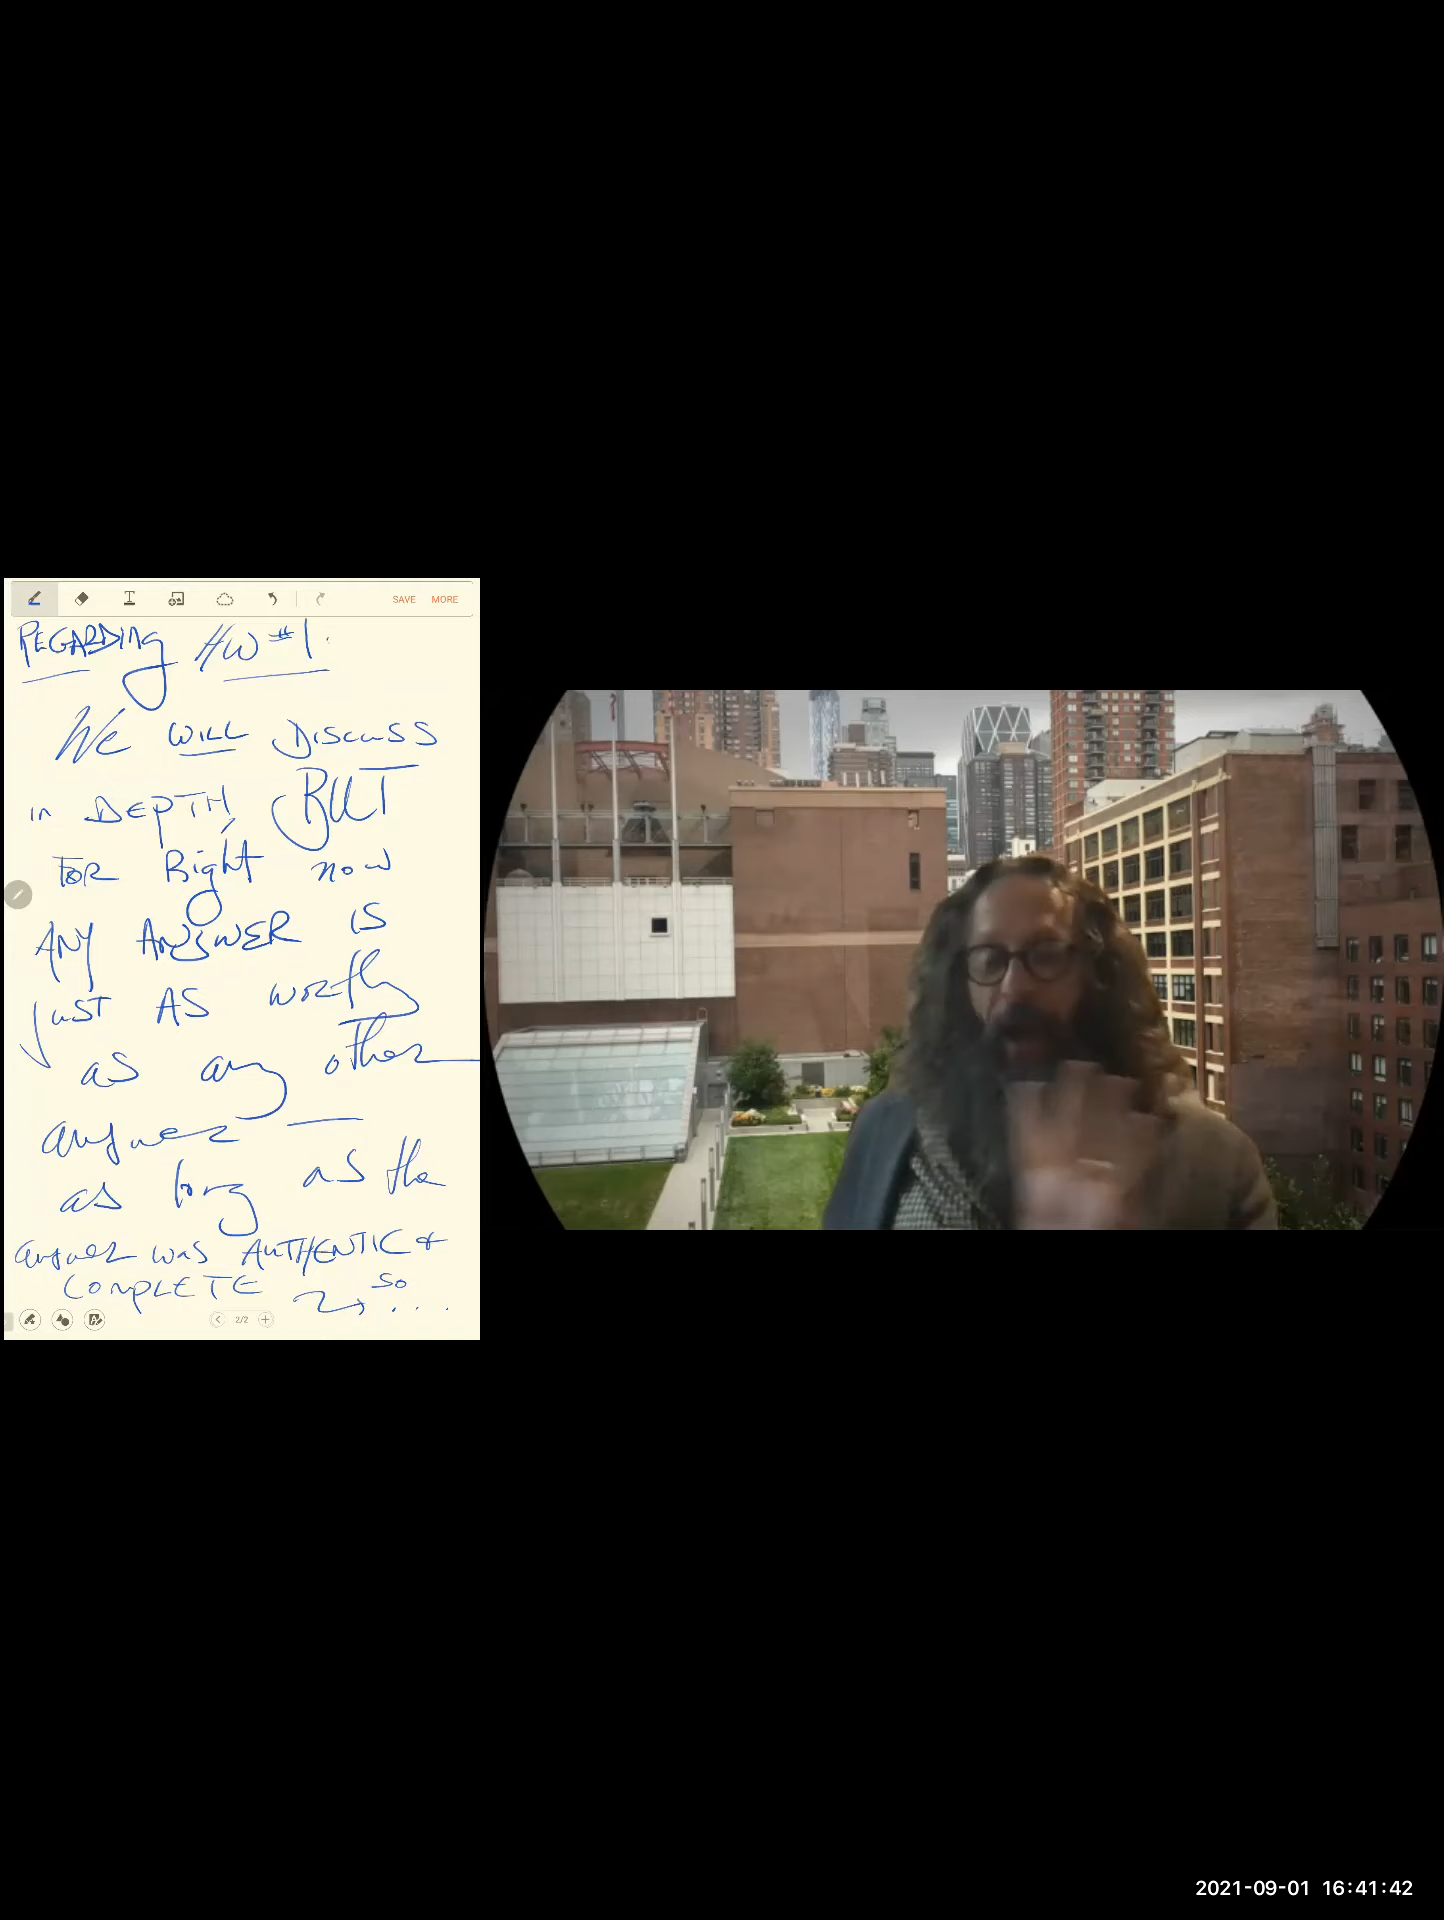 SAVE MORE
REGARDING HW #1.
We WILL Discuss
in DEPTH, BUT
FOR Right now
ANY ANSWER IS
JUST AS worthy
as any other
answer —
as long as the
answer was AUTHENTIC &
COMPLETE so ...
2/2
2021-09-01 16:41:42